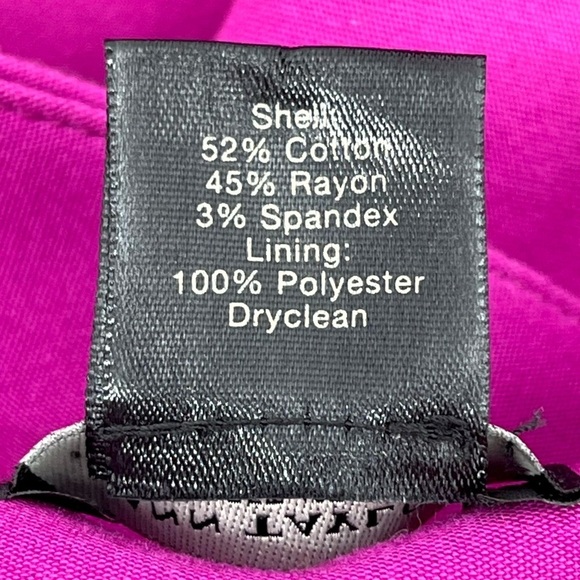 Shell:
52% Cotton
45% Rayon
3% Spandex
Lining:
100% Polyester
Dryclean